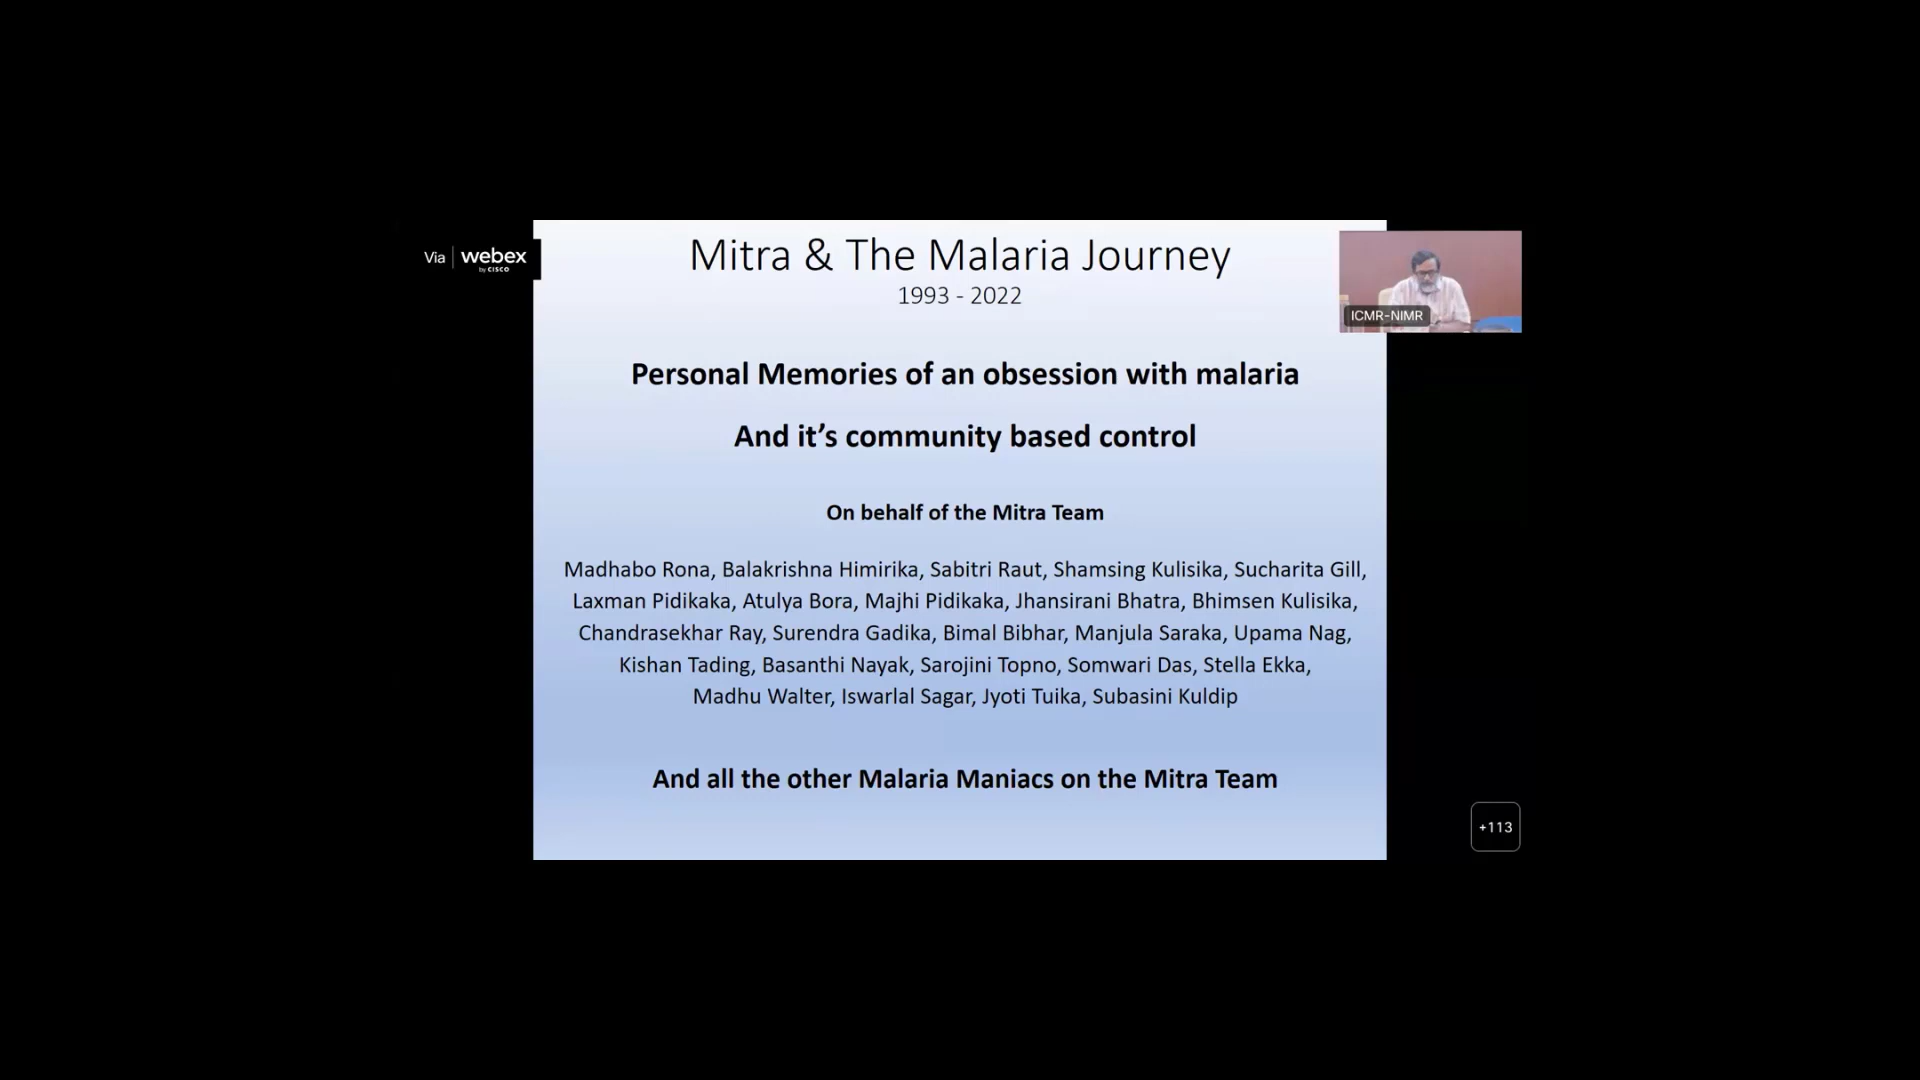 Via webex
by CISCO
Mitra & The Malaria Journey
1993 - 2022
ICMR-NIMR
Personal Memories of an obsession with malaria
And it’s community based control
On behalf of the Mitra Team
Madhabo Rona, Balakrishna Himirika, Sabitri Raut, Shamsing Kulisika, Sucharita Gill,
Laxman Pidikaka, Atulya Bora, Majhi Pidikaka, Jhansirani Bhatra, Bhimsen Kulisika,
Chandrasekhar Ray, Surendra Gadika, Bimal Bibhar, Manjula Saraka, Upama Nag,
Kishan Tading, Basanthi Nayak, Sarojini Topno, Somwari Das, Stella Ekka,
Madhu Walter, Iswarlal Sagar, Jyoti Tuika, Subasini Kuldip
And all the other Malaria Maniacs on the Mitra Team
+113